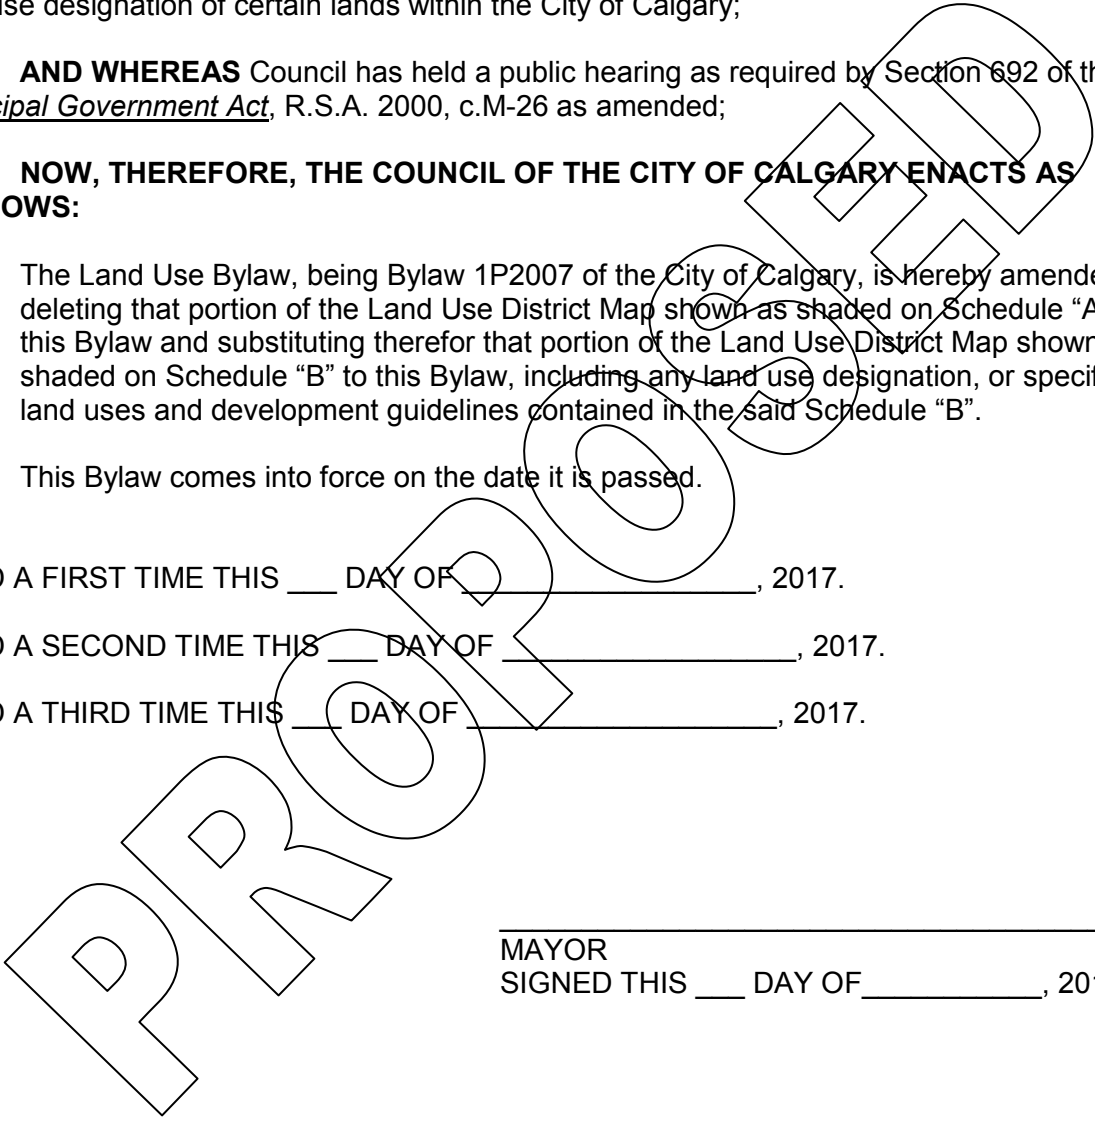 use designation of certain lands within the City of Calgary;
AND WHEREAS Council has held a public hearing as required by Section 692 of th
cipal Government Act, R.S.A. 2000, c.M-26 as amended;
NOW, THEREFORE, THE COUNCIL OF THE CITY OF CALGARY ENACTS AS
OWS:
The Land Use Bylaw, being Bylaw 1P2007 of the City of Calgary, is hereby amende
deleting that portion of the Land Use District Map shown as shaded on Schedule “A
this Bylaw and substituting therefor that portion of the Land Use District Map shown
shaded on Schedule “B” to this Bylaw, including any land use designation, or specif
land uses and development guidelines contained in the said Schedule “B”.
This Bylaw comes into force on the date it is passed.
D A FIRST TIME THIS ___ DAY OF __________________, 2017.
D A SECOND TIME THIS ___ DAY OF __________________, 2017.
D A THIRD TIME THIS ___ DAY OF ___________________, 2017.
PROPOSED
MAYOR
SIGNED THIS ___ DAY OF___________, 201